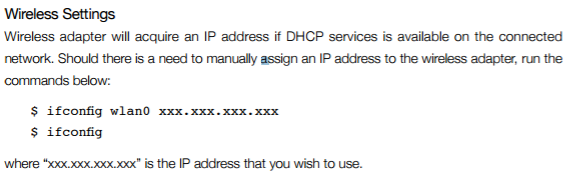 Wireless Settings
Wireless adapter will acquire an IP address if DHCP services is available on the connected
network. Should there is a need to manually assign an IP address to the wireless adapter, run the
commands below:
$ ifconfig wlan0 xxx.xxx.xxx.xxx
$ ifconfig
where “xxx.xxx.xxx.xxx” is the IP address that you wish to use.